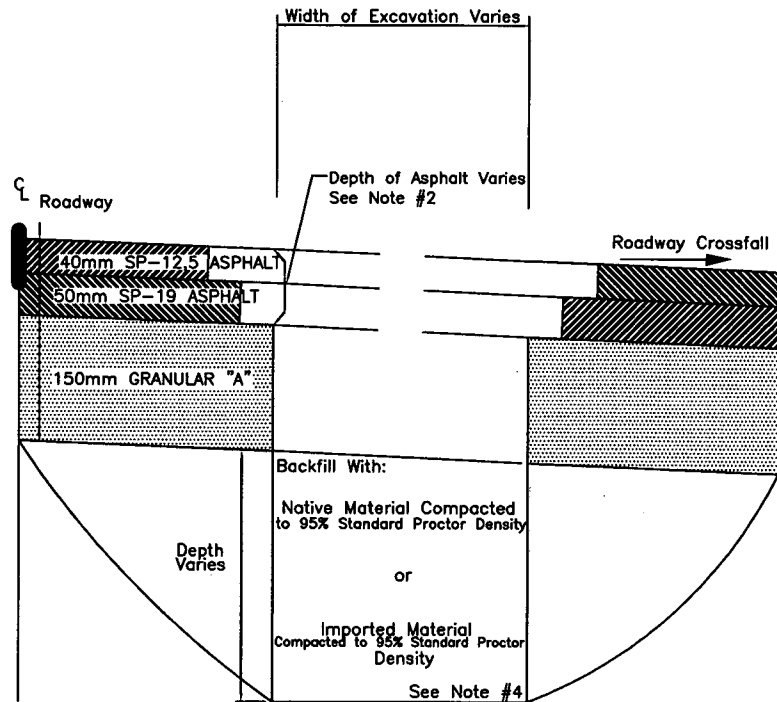 Width of Excavation Varies
Depth of Asphalt Varies
See Note #2
℄ Roadway
Roadway Crossfall
40mm SP-12.5 ASPHALT
50mm SP-19 ASPHALT
150mm GRANULAR "A"
Backfill With:
Native Material Compacted
to 95% Standard Proctor Density
Depth
Varies
or
Imported Material
Compacted to 95% Standard Proctor
Density
See Note #4